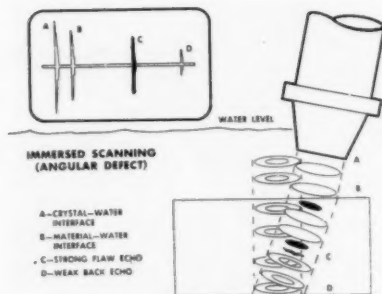 A
B
C
D
WATER LEVEL
IMMERSED SCANNING
(ANGULAR DEFECT)
A
B
A—CRYSTAL—WATER
INTERFACE
B—MATERIAL—WATER
INTERFACE
C—STRONG FLAW ECHO
D—WEAK BACK ECHO
C
D